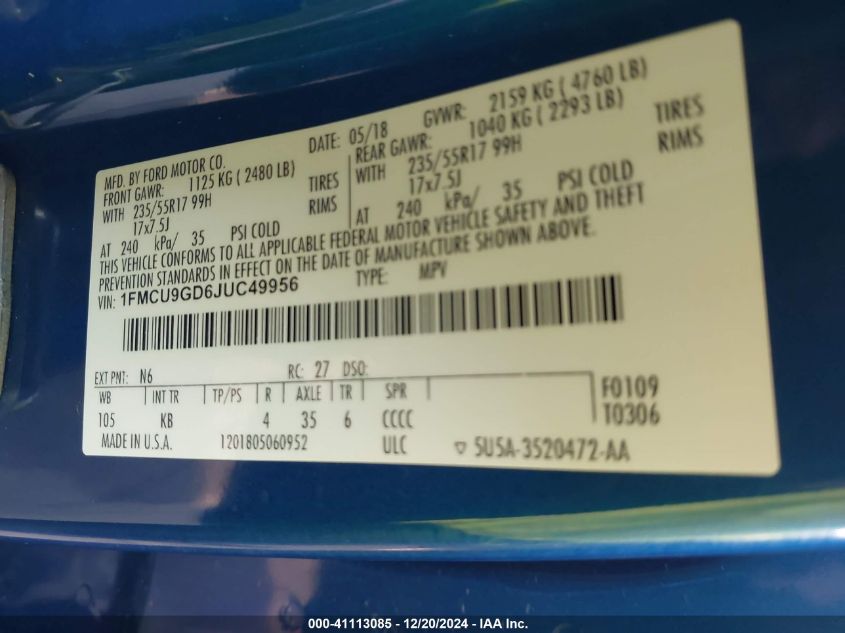 MFD. BY FORD MOTOR CO. DATE: 05/18 GVWR: 2159 KG ( 4760 LB)
FRONT GAWR: 1125 KG ( 2480 LB) REAR GAWR: 1040 KG ( 2293 LB)
WITH 235/55R17 99H TIRES WITH 235/55R17 99H TIRES
17x7.5J RIMS 17x7.5J RIMS
AT 240 kPa/ 35 PSI COLD AT 240 kPa/ 35 PSI COLD
THIS VEHICLE CONFORMS TO ALL APPLICABLE FEDERAL MOTOR VEHICLE SAFETY AND THEFT
PREVENTION STANDARDS IN EFFECT ON THE DATE OF MANUFACTURE SHOWN ABOVE.
VIN: 1FMCU9GD6JUC49956 TYPE: MPV
EXT PNT: N6 RC: 27 DSO:
WB INT TR TP/PS R AXLE TR SPR F0109
105 KB 4 35 6 CCCC T0306
MADE IN U.S.A. 1201805060952 ULC 5U5A-3520472-AA
000-41113085 - 12/20/2024 - IAA Inc.